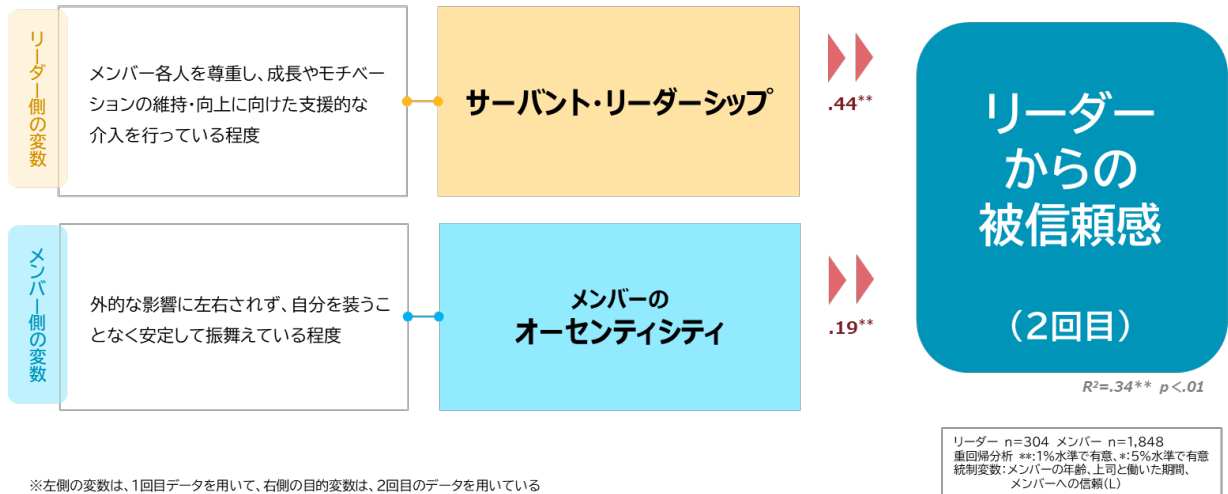 リーダー側の変数
メンバー各人を尊重し、成長やモチベー
ションの維持・向上に向けた支援的な
介入を行っている程度
サーバント・リーダーシップ
.44**
メンバー側の変数
外的な影響に左右されず、自分を装うこ
となく安定して振舞えている程度
メンバーの
オーセンティシティ
.19**
リーダー
からの
被信頼感
（2回目）
R²=.34** p<.01
リーダー n=304 メンバー n=1,848
重回帰分析 **:1%水準で有意、*:5%水準で有意
統制変数:メンバーの年齢、上司と働いた期間、
メンバーへの信頼(L)
※左側の変数は、1回目データを用いて、右側の目的変数は、2回目のデータを用いている